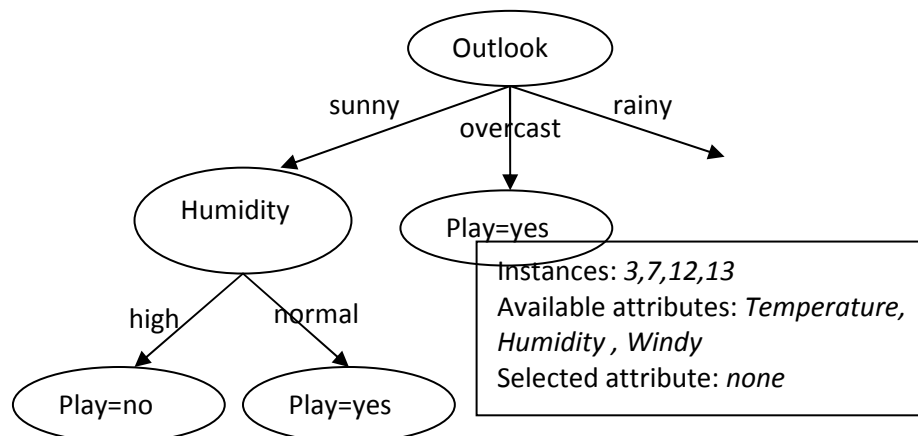 Outlook
sunny
overcast
rainy
Humidity
Play=yes
Instances: 3,7,12,13
Available attributes: Temperature,
Humidity , Windy
Selected attribute: none
high
normal
Play=no
Play=yes